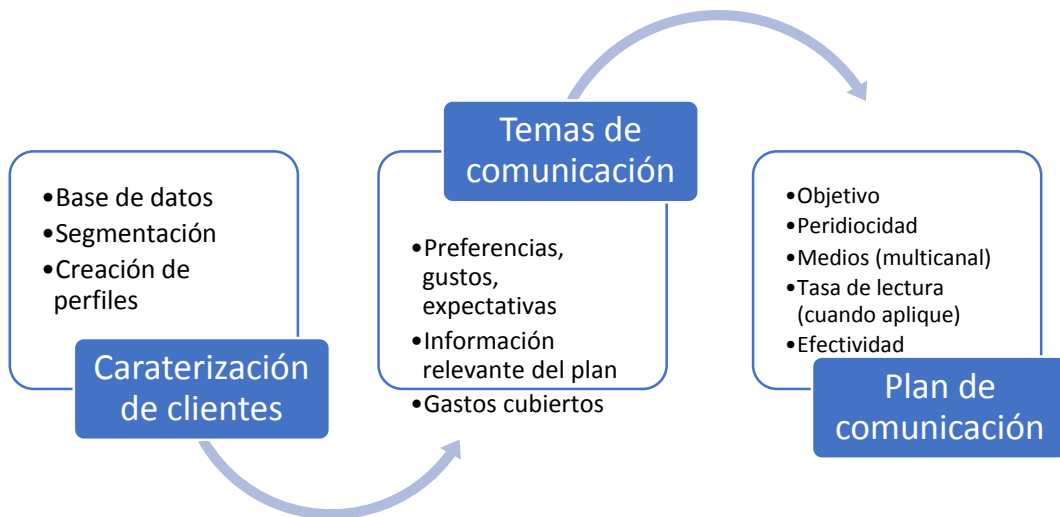 •Base de datos
•Segmentación
•Creación de
perfiles
Caraterización
de clientes
Temas de
comunicación
•Preferencias,
gustos,
expectativas
•Información
relevante del plan
•Gastos cubiertos
•Objetivo
•Peridiocidad
•Medios (multicanal)
•Tasa de lectura
(cuando aplique)
•Efectividad
Plan de
comunicación